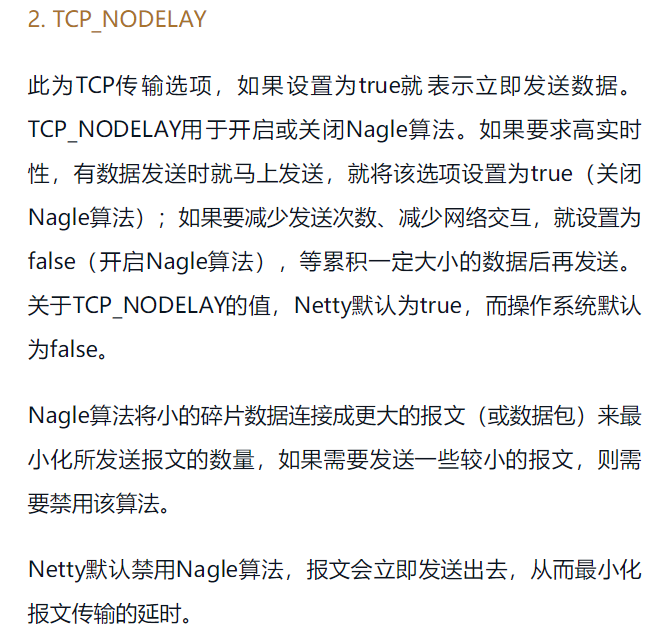 2. TCP_NODELAY
此为TCP传输选项，如果设置为true就表示立即发送数据。
TCP_NODELAY用于开启或关闭Nagle算法。如果要求高实时
性，有数据发送时就马上发送，就将该选项设置为true（关闭
Nagle算法）；如果要减少发送次数、减少网络交互，就设置为
false（开启Nagle算法），等累积一定大小的数据后再发送。
关于TCP_NODELAY的值，Netty默认为true，而操作系统默认
为false。
Nagle算法将小的碎片数据连接成更大的报文（或数据包）来最
小化所发送报文的数量，如果需要发送一些较小的报文，则需
要禁用该算法。
Netty默认禁用Nagle算法，报文会立即发送出去，从而最小化
报文传输的延时。